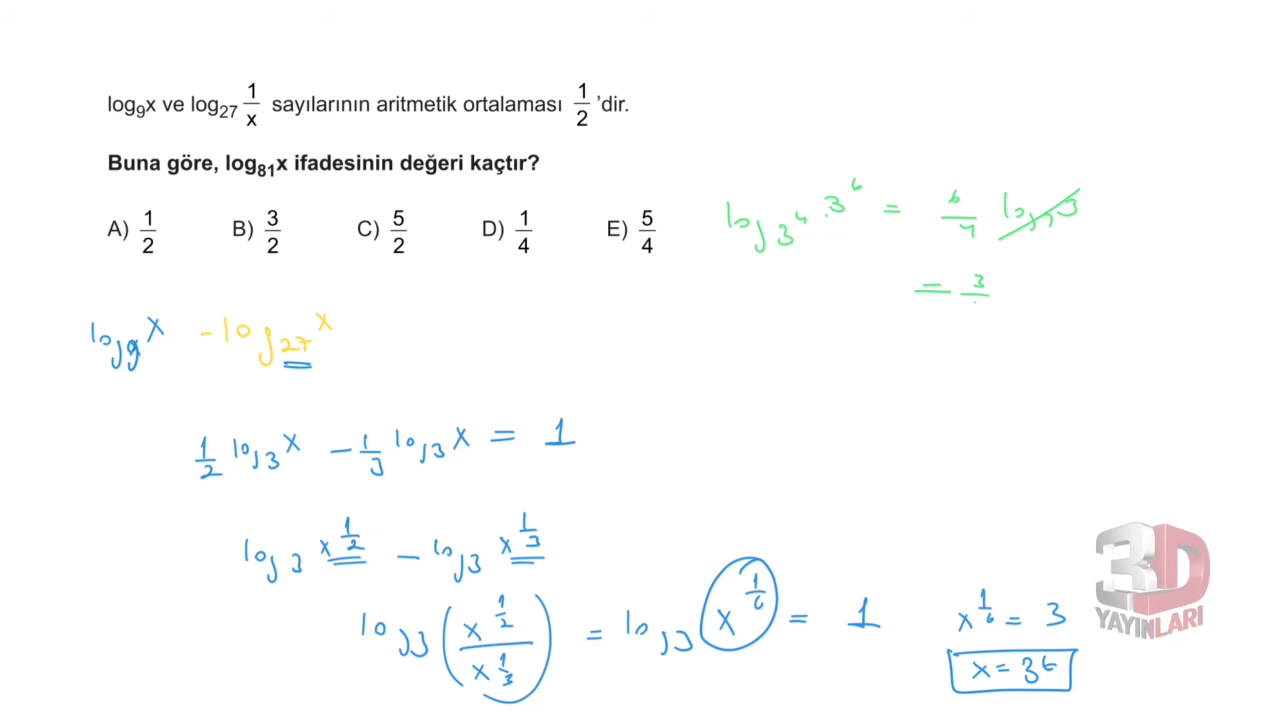 log₉x ve log₂₇ 1/x sayılarının aritmetik ortalaması 1/2 'dir.
Buna göre, log₈₁x ifadesinin değeri kaçtır?
A) 1/2 B) 3/2 C) 5/2 D) 1/4 E) 5/4
log₃⁴ · 3⁶ = 6/4 log₃3
= 3/
log₉x - log₂₇x
1/2 log₃x - 1/3 log₃x = 1
log₃ x^(1/2) - log₃ x^(1/3)
log₃ (x^(1/2) / x^(1/3)) = log₃ x^(1/6) = 1
x^(1/6) = 3
x = 3⁶
3D
YAYINLARI